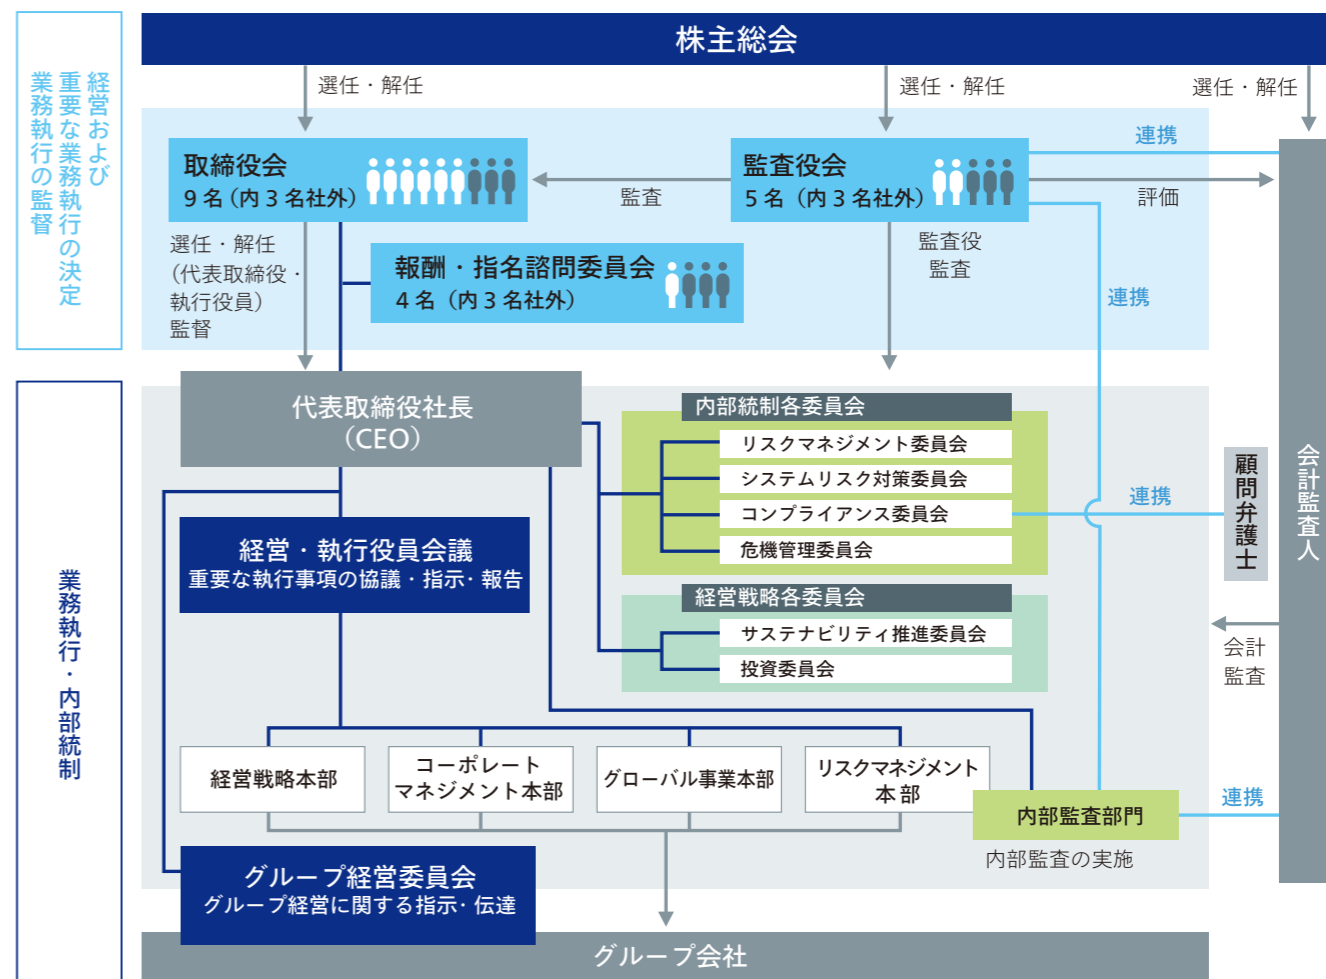 株主総会
経営および
重要な業務執行の決定
業務執行の監督
選任・解任
選任・解任
選任・解任
取締役会
9名(内3名社外)
監査
監査役会
5名(内3名社外)
連携
評価
選任・解任
(代表取締役・
執行役員)
監督
報酬・指名諮問委員会
4名(内3名社外)
監査役
監査
連携
業務執行・内部統制
代表取締役社長
(CEO)
内部統制各委員会
リスクマネジメント委員会
システムリスク対策委員会
コンプライアンス委員会
危機管理委員会
連携
顧問弁護士
会計監査人
経営・執行役員会議
重要な執行事項の協議・指示・報告
経営戦略各委員会
サステナビリティ推進委員会
投資委員会
会計
監査
経営戦略本部
コーポレート
マネジメント本部
グローバル事業本部
リスクマネジメント
本部
内部監査部門
内部監査の実施
連携
グループ経営委員会
グループ経営に関する指示・伝達
グループ会社